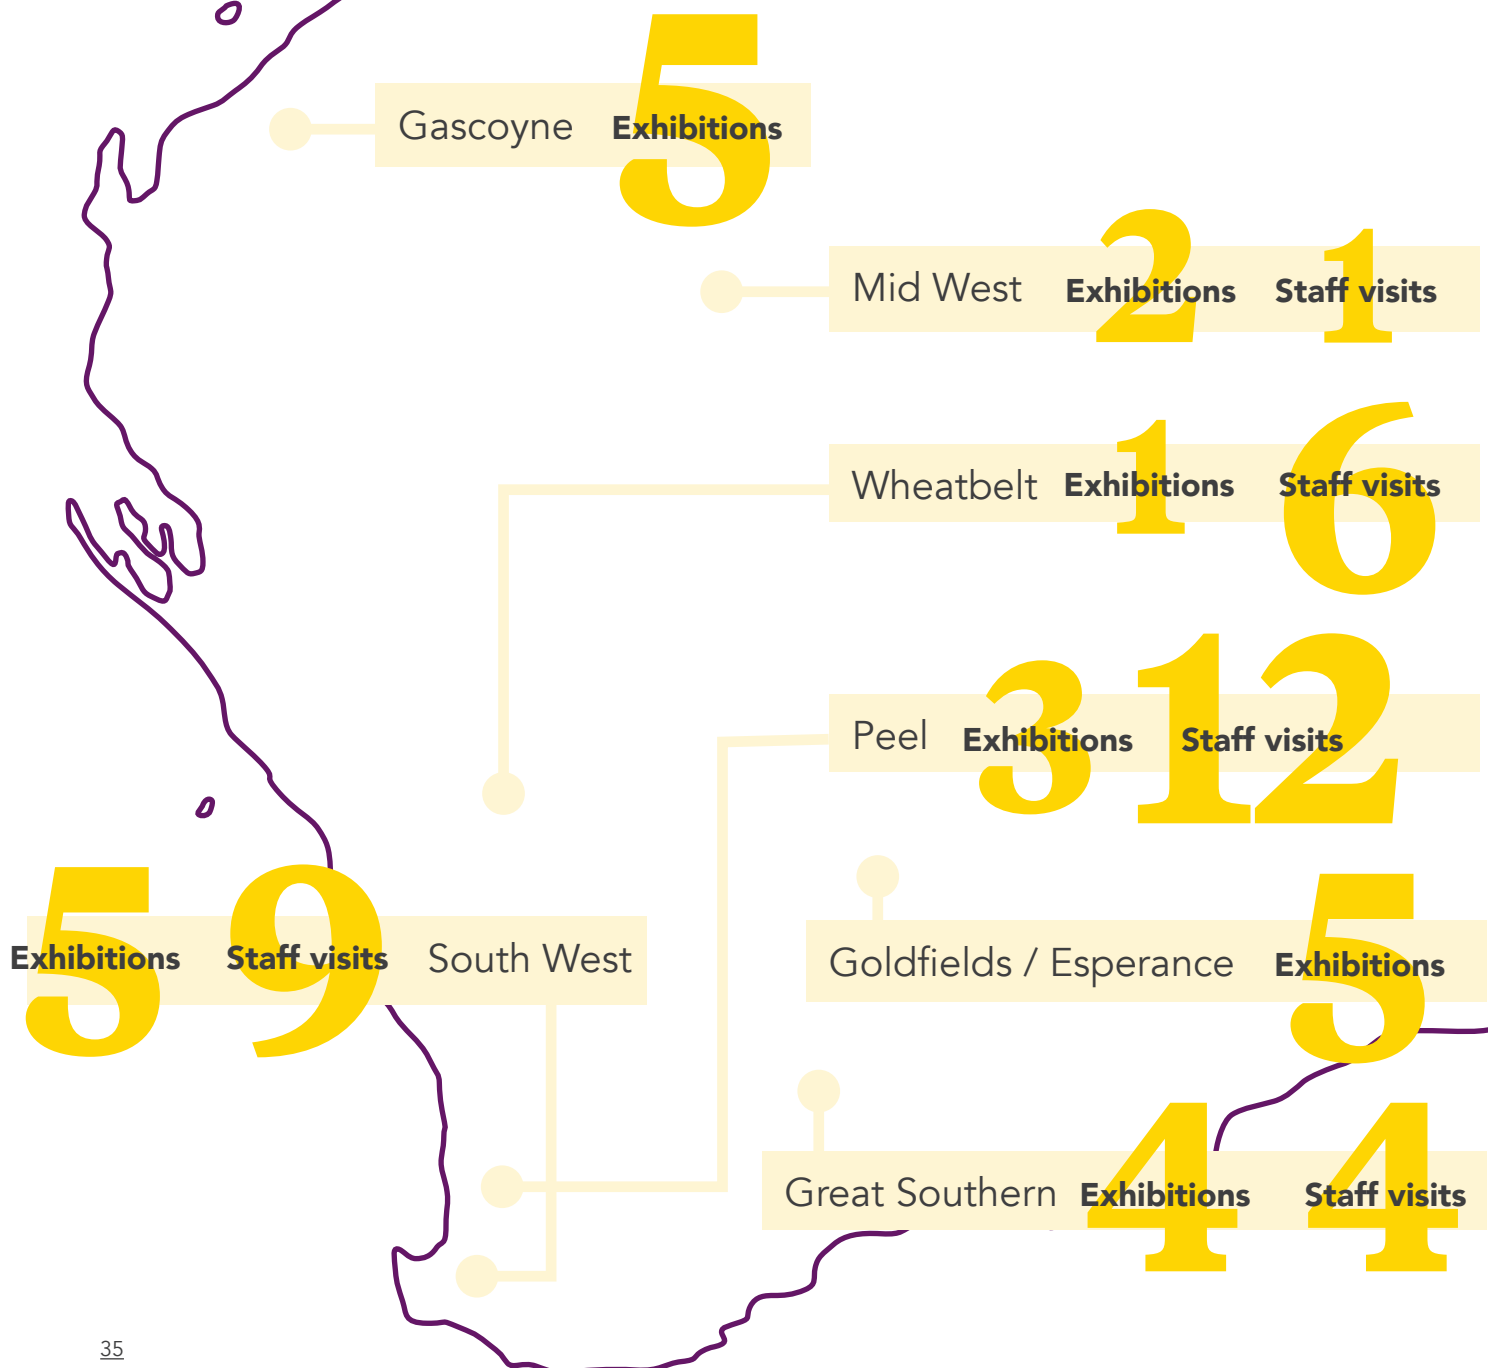 Gascoyne 5 Exhibitions
Mid West 2 Exhibitions 1 Staff visits
Wheatbelt 1 Exhibitions 6 Staff visits
Peel 3 Exhibitions 12 Staff visits
5 Exhibitions 9 Staff visits South West
Goldfields / Esperance 5 Exhibitions
Great Southern 4 Exhibitions 4 Staff visits
35